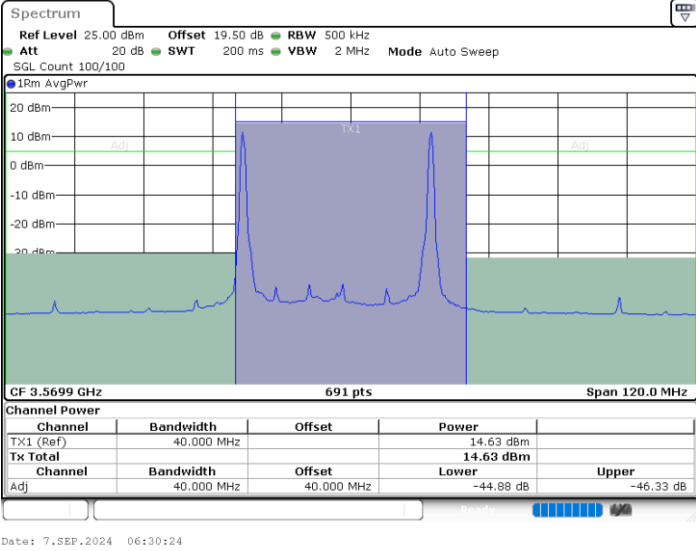 Spectrum
Ref Level 25.00 dBm Offset 19.50 dB RBW 500 kHz
Att 20 dB SWT 200 ms VBW 2 MHz Mode Auto Sweep
SGL Count 100/100
1Rm AvgPwr
20 dBm
TX1
10 dBm
Adj Adj
0 dBm
-10 dBm
-20 dBm
CF 3.5699 GHz 691 pts Span 120.0 MHz
Channel Power
Channel Bandwidth Offset Power
TX1 (Ref) 40.000 MHz 14.63 dBm
Tx Total 14.63 dBm
Channel Bandwidth Offset Lower Upper
Adj 40.000 MHz 40.000 MHz -44.88 dB -46.33 dB
Ready
Date: 7.SEP.2024 06:30:24